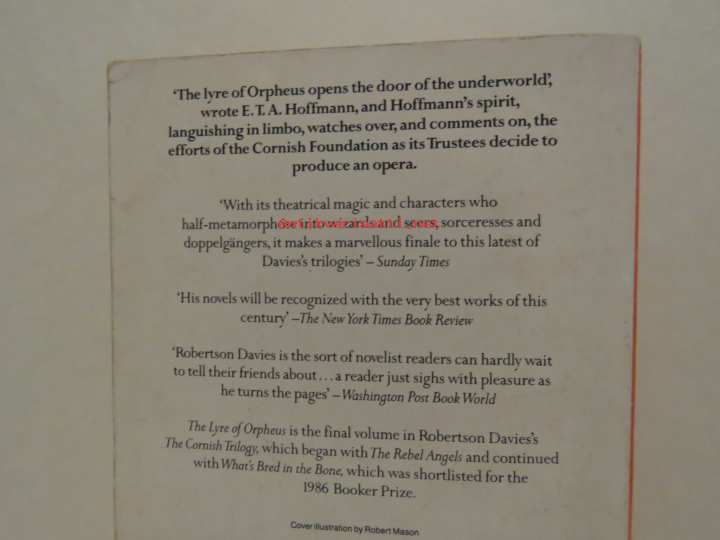 ‘The lyre of Orpheus opens the door of the underworld’,
wrote E. T. A. Hoffmann, and Hoffmann’s spirit,
languishing in limbo, watches over, and comments on, the
efforts of the Cornish Foundation as its Trustees decide to
produce an opera.
‘With its theatrical magic and characters who
half-metamorphose into wizards and seers, sorceresses and
doppelgängers, it makes a marvellous finale to this latest of
Davies’s trilogies’ – Sunday Times
‘His novels will be recognized with the very best works of this
century’ –The New York Times Book Review
‘Robertson Davies is the sort of novelist readers can hardly wait
to tell their friends about . . . a reader just sighs with pleasure as
he turns the pages’ – Washington Post Book World
The Lyre of Orpheus is the final volume in Robertson Davies’s
The Cornish Trilogy, which began with The Rebel Angels and continued
with What’s Bred in the Bone, which was shortlisted for the
1986 Booker Prize.
Cover illustration by Robert Mason